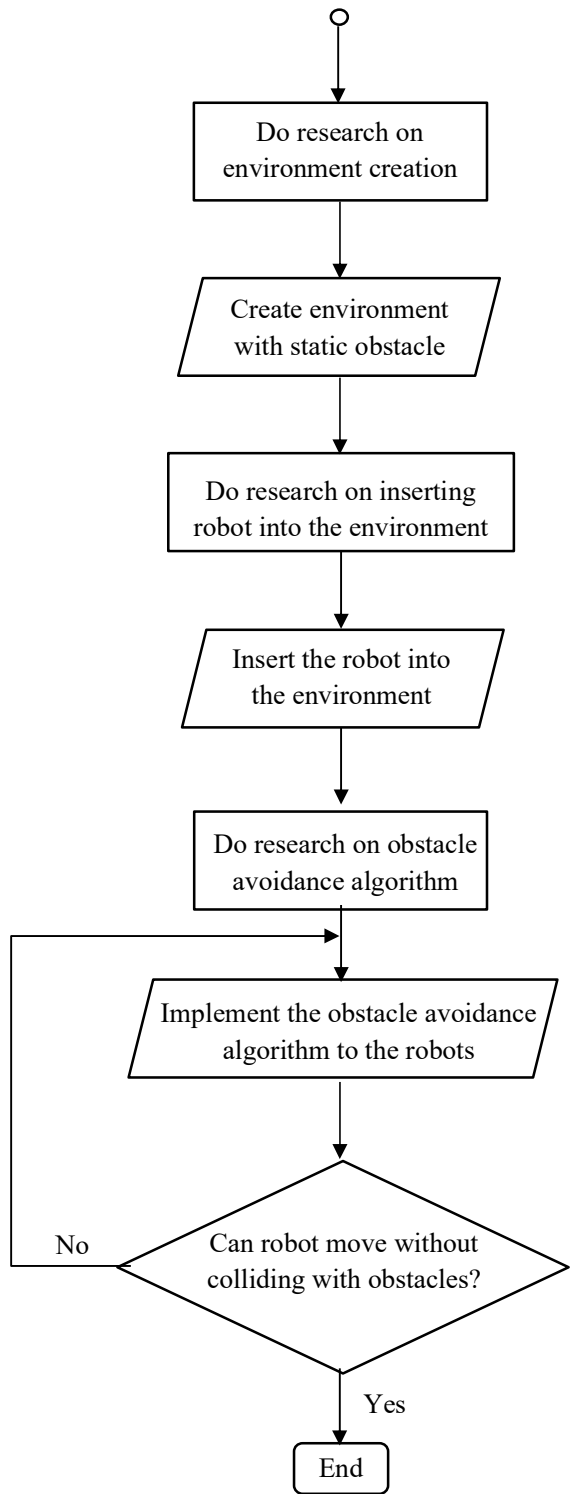 Do research on
environment creation
Create environment
with static obstacle
Do research on inserting
robot into the environment
Insert the robot into
the environment
Do research on obstacle
avoidance algorithm
Implement the obstacle avoidance
algorithm to the robots
Can robot move without
colliding with obstacles?
No
Yes
End